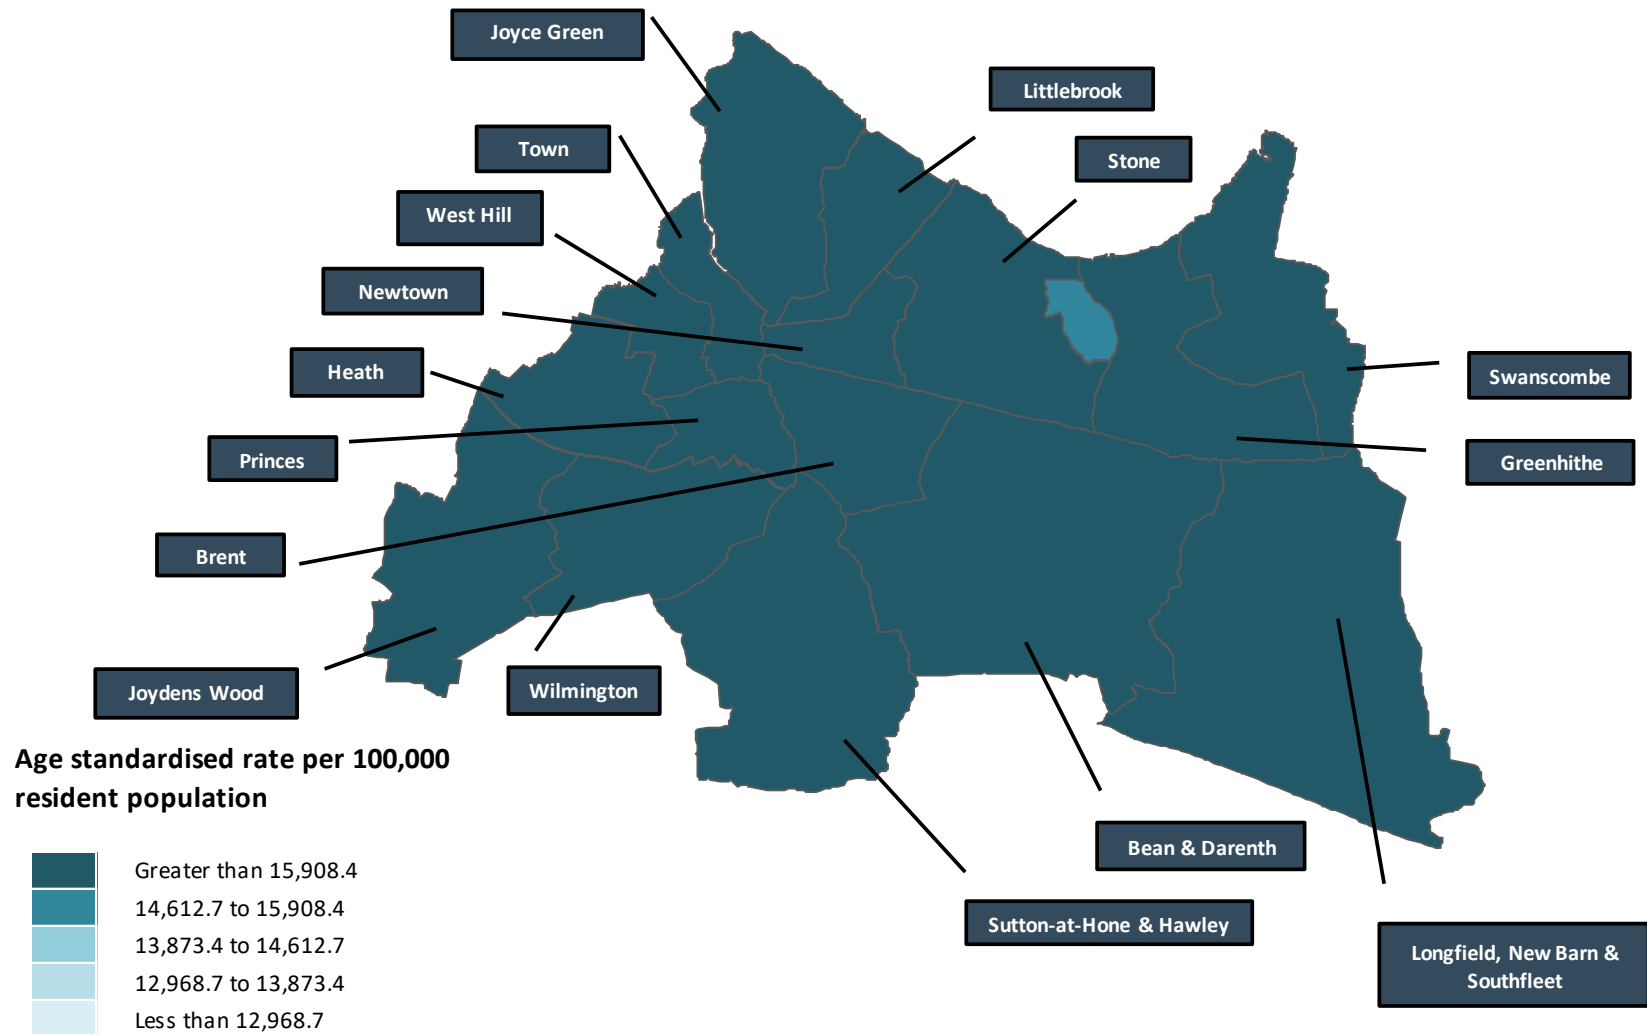 Joyce Green
Littlebrook
Town
Stone
West Hill
Newtown
Heath
Swanscombe
Princes
Greenhithe
Brent
Joydens Wood
Wilmington
Age standardised rate per 100,000
resident population
Bean & Darenth
Greater than 15,908.4
14,612.7 to 15,908.4
13,873.4 to 14,612.7
12,968.7 to 13,873.4
Less than 12,968.7
Sutton-at-Hone & Hawley
Longfield, New Barn &
Southfleet